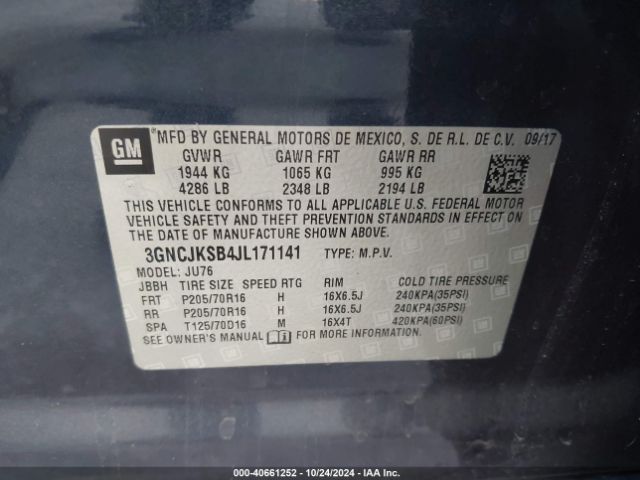 GM
®MFD BY GENERAL MOTORS DE MEXICO, S. DE R.L. DE C.V. 09/17
GVWR GAWR FRT GAWR RR
1944 KG 1065 KG 995 KG
4286 LB 2348 LB 2194 LB
THIS VEHICLE CONFORMS TO ALL APPLICABLE U.S. FEDERAL MOTOR
VEHICLE SAFETY AND THEFT PREVENTION STANDARDS IN EFFECT ON
THE DATE OF MANUFACTURE SHOWN ABOVE.
3GNCJKSB4JL171141 TYPE: M.P.V.
MODEL: JU76
JBBH TIRE SIZE SPEED RTG RIM COLD TIRE PRESSURE
FRT P205/70R16 H 16X6.5J 240KPA(35PSI)
RR P205/70R16 H 16X6.5J 240KPA(35PSI)
SPA T125/70D16 M 16X4T 420KPA(60PSI)
SEE OWNER'S MANUAL FOR MORE INFORMATION.
000-40661252 - 10/24/2024 - IAA Inc.